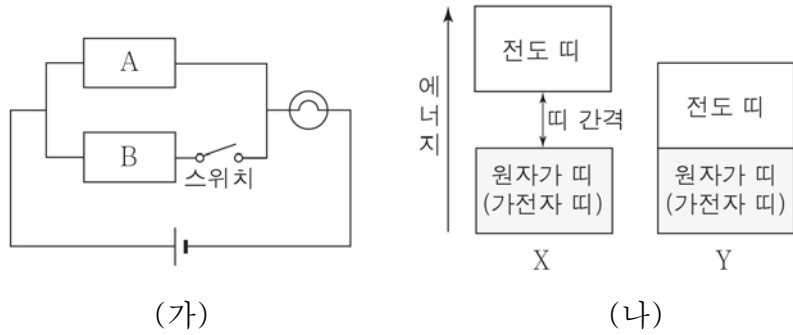 A
B
스위치
(가)
에너지
전도 띠
띠 간격
원자가 띠
(가전자 띠)
X
전도 띠
원자가 띠
(가전자 띠)
Y
(나)